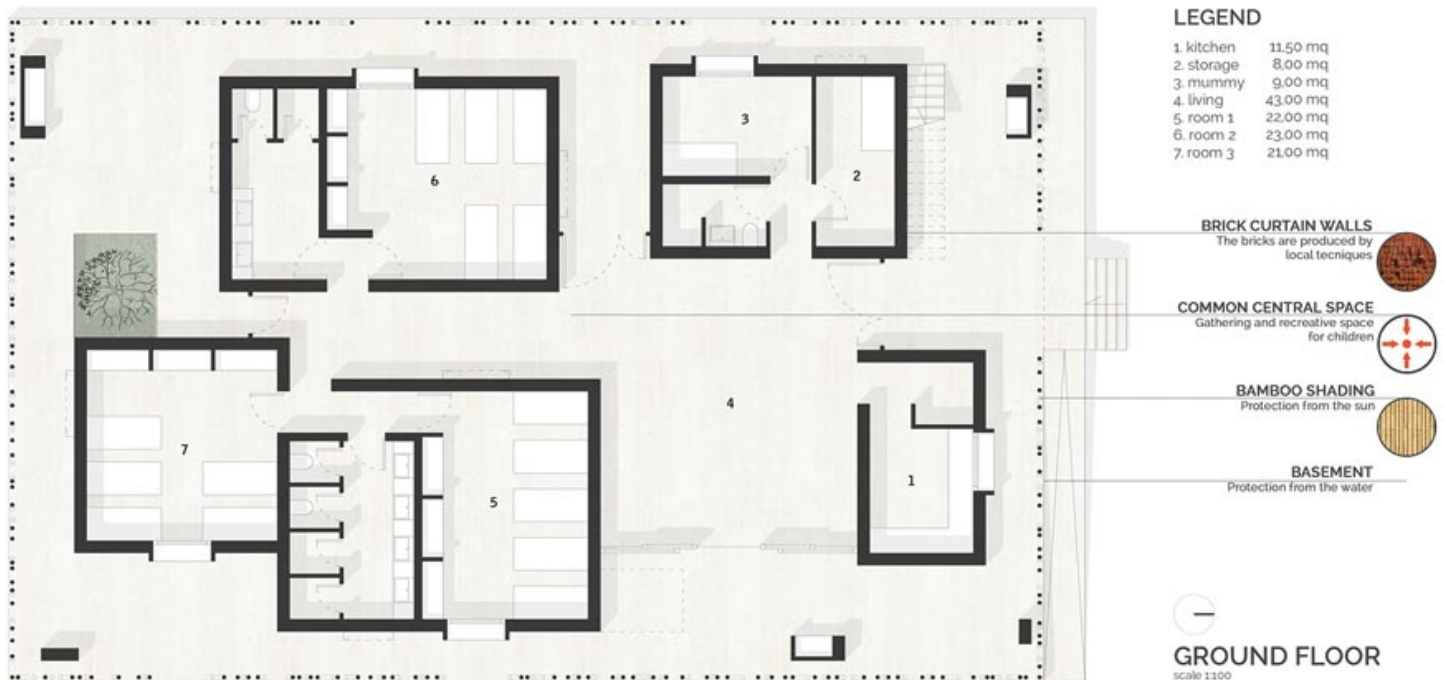 LEGEND
1. kitchen 11,50 mq
2. storage 8,00 mq
3. mummy 9,00 mq
4. living 43,00 mq
5. room 1 22,00 mq
6. room 2 23,00 mq
7. room 3 21,00 mq
BRICK CURTAIN WALLS
The bricks are produced by
local tecniques
COMMON CENTRAL SPACE
Gathering and recreative space
for children
BAMBOO SHADING
Protection from the sun
BASEMENT
Protection from the water
GROUND FLOOR
scale 1:100
3
6
2
4
7
1
5